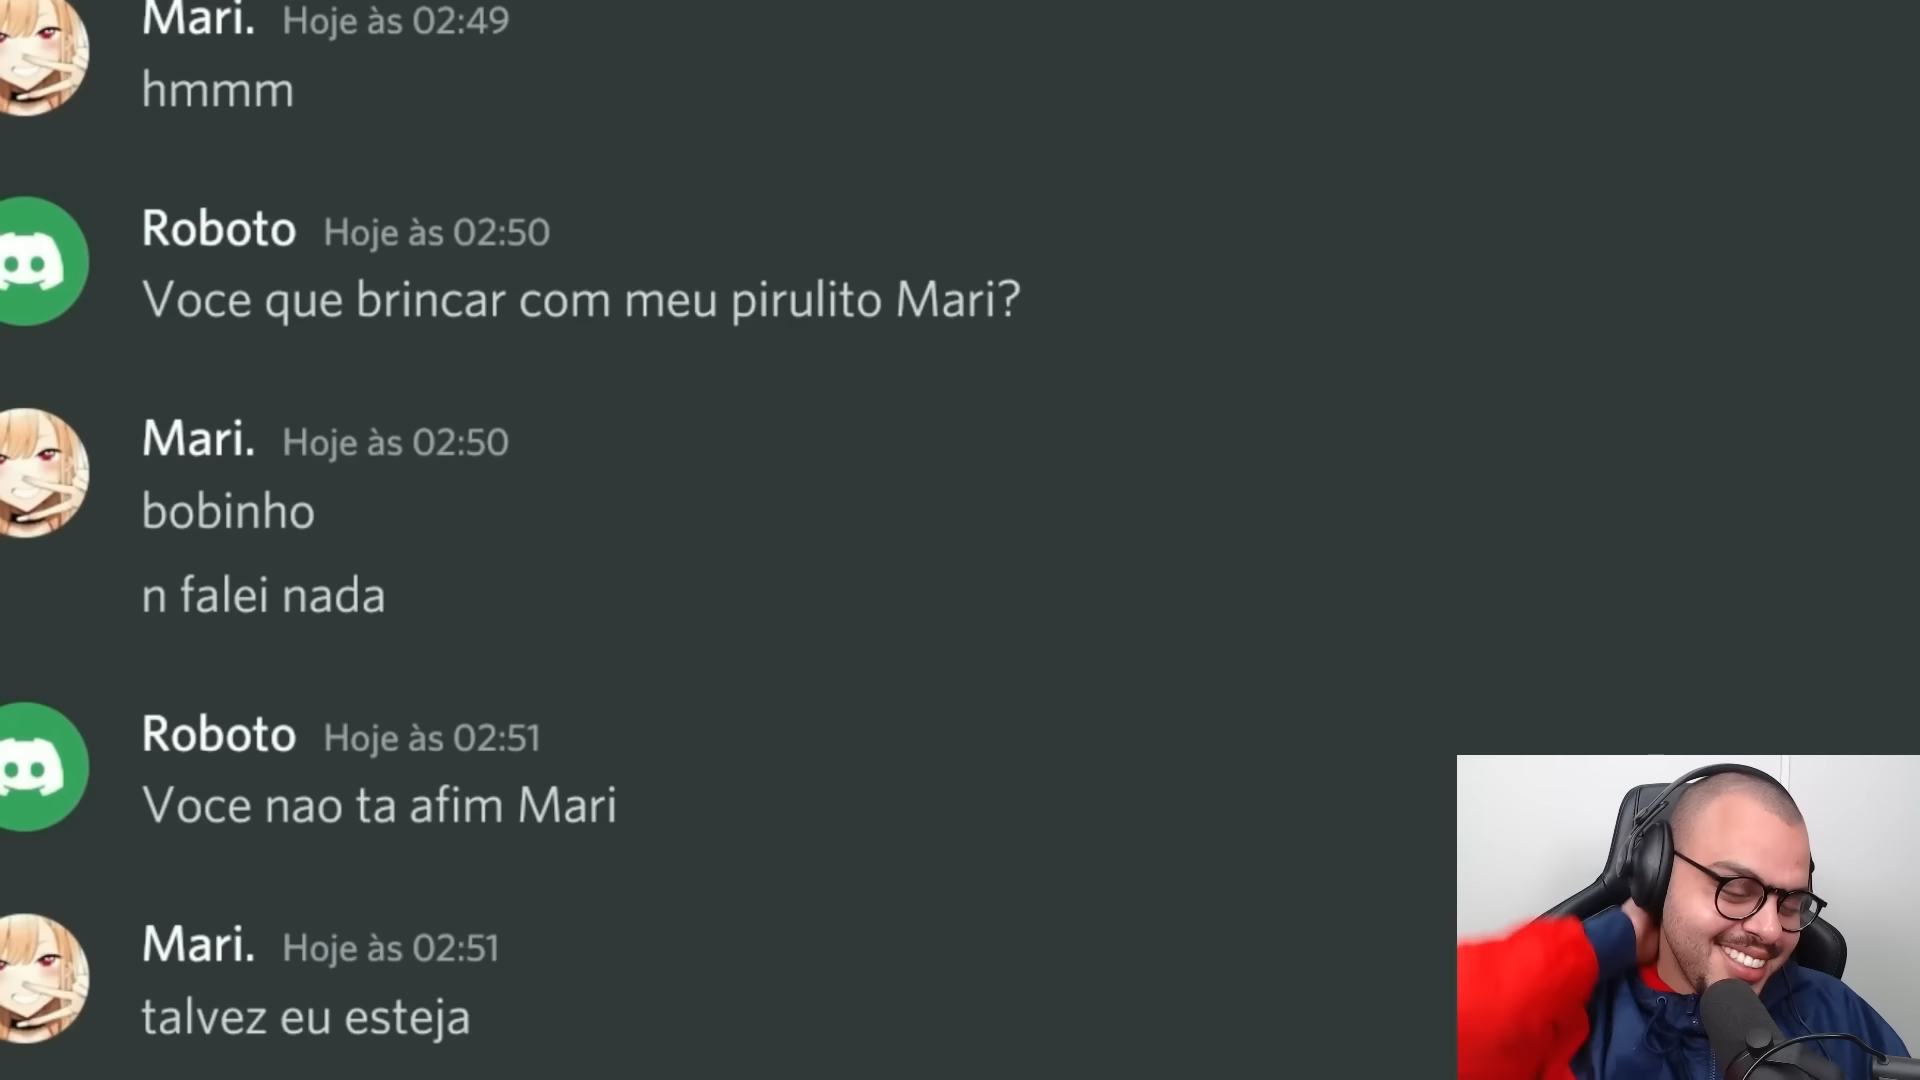 Mari. Hoje às 02:49
hmmm
Roboto Hoje às 02:50
Voce que brincar com meu pirulito Mari?
Mari. Hoje às 02:50
bobinho
n falei nada
Roboto Hoje às 02:51
Voce nao ta afim Mari
Mari. Hoje às 02:51
talvez eu esteja